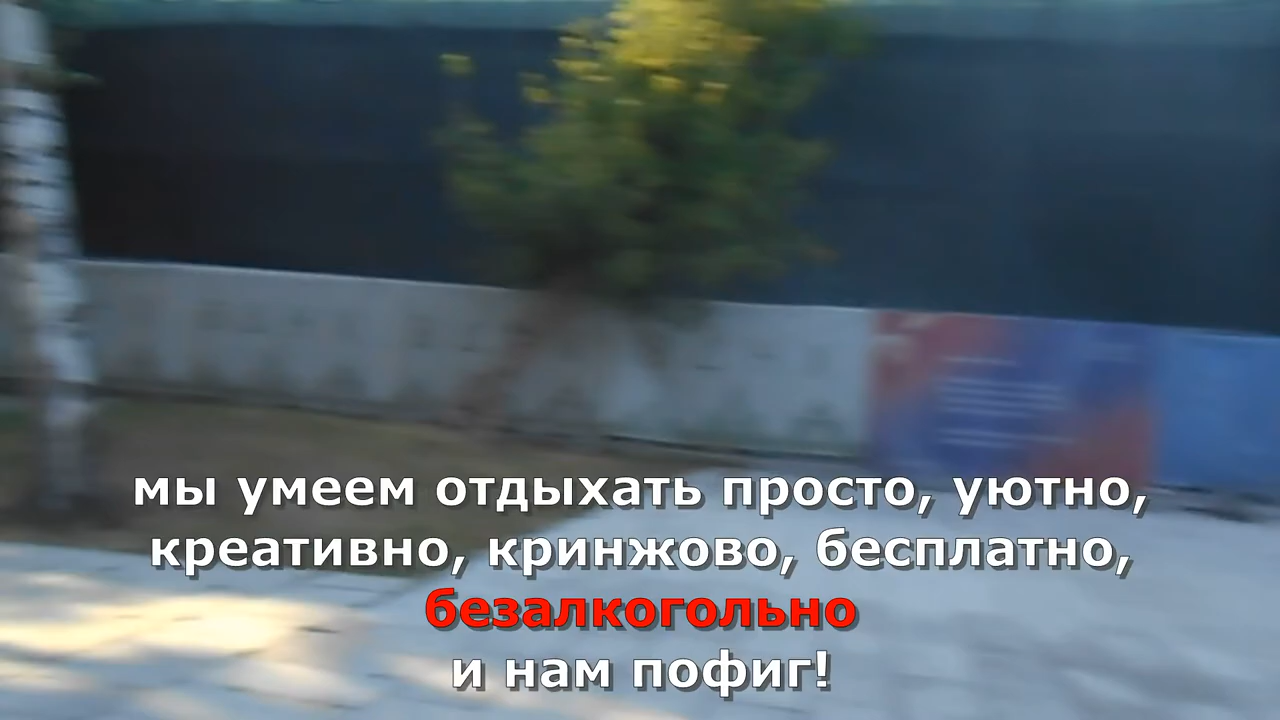 мы умеем отдыхать просто, уютно,
креативно, кринжово, бесплатно,
безалкогольно
и нам пофиг!